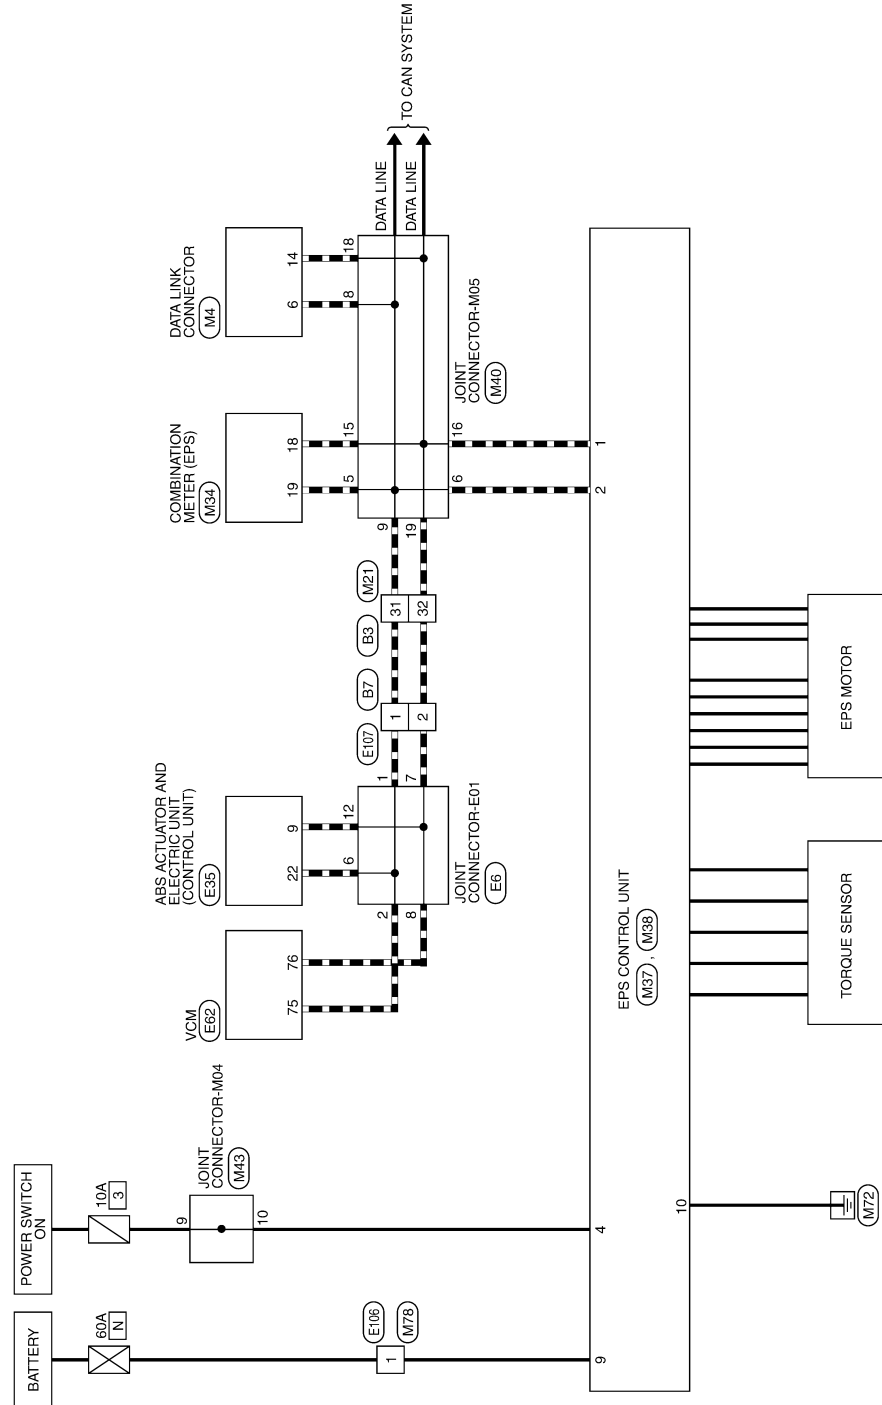 BATTERY
60A
N
E106
M78
1
9
POWER SWITCH
ON
10A
3
JOINT
CONNECTOR-M04
M43
9
10
4
10
M72
VCM
E62
75
76
ABS ACTUATOR AND
ELECTRIC UNIT
(CONTROL UNIT)
E35
22
9
6
12
2
8
1
7
JOINT
CONNECTOR-E01
E6
E107
B7
1
2
B3
M21
31
32
COMBINATION
METER (EPS)
M34
19
18
5
15
9
19
6
16
DATA LINK
CONNECTOR
M4
6
14
8
18
JOINT
CONNECTOR-M05
M40
DATA LINE
DATA LINE
TO CAN SYSTEM
2
1
EPS CONTROL UNIT
M37 , M38
TORQUE SENSOR
EPS MOTOR